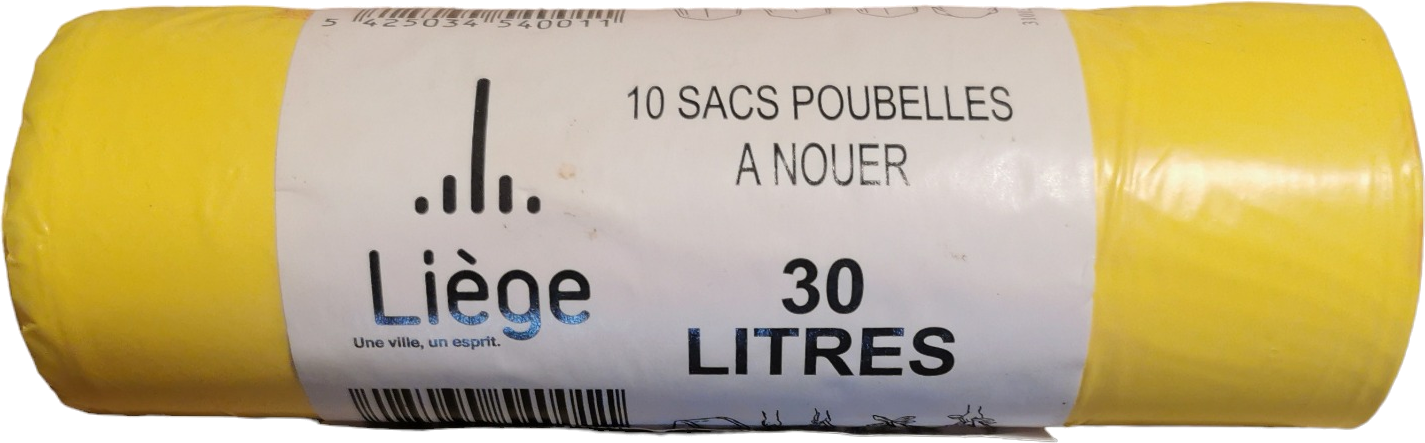 5 425034 540011
10 SACS POUBELLES
A NOUER
Liège
Une ville, un esprit.
30
LITRES